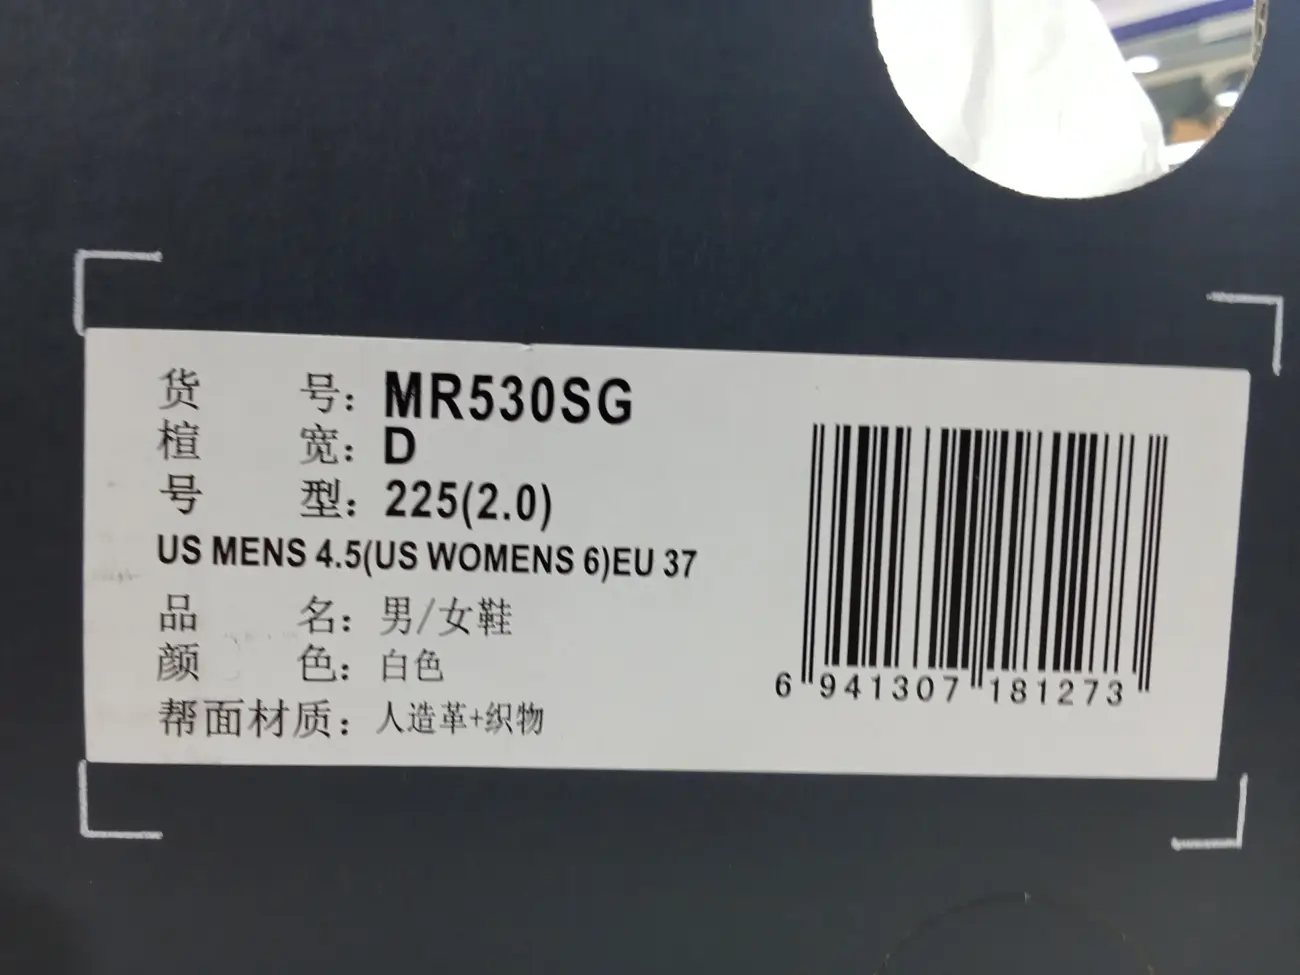 货 号：MR530SG
楦 宽：D
号 型：225(2.0)
US MENS 4.5(US WOMENS 6)EU 37
品 名：男/女鞋
颜 色：白色
帮面材质：人造革+织物
6 941307 181273